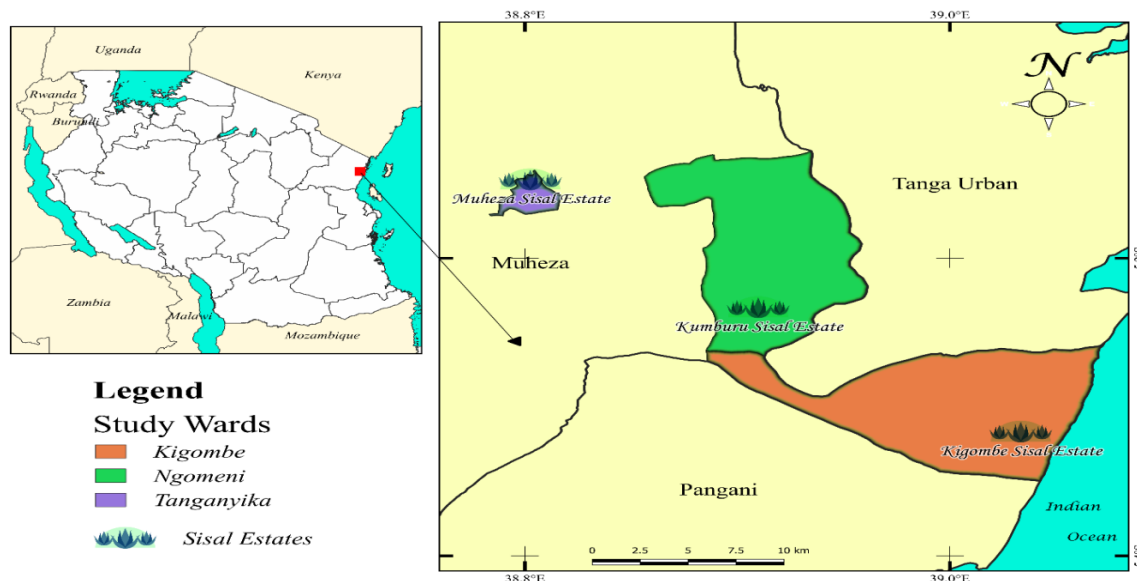 Uganda
Kenya
Rwanda
Burundi
Zambia
Malawi
Mozambique
Legend
Study Wards
Kigombe
Ngomeni
Tanganyika
Sisal Estates
38.8°E
39.0°E
N
Tanga Urban
Muheza Sisal Estate
Muheza
Kumburu Sisal Estate
Kigombe Sisal Estate
Pangani
Indian
Ocean
0 2.5 5 7.5 10 km
38.8°E
39.0°E